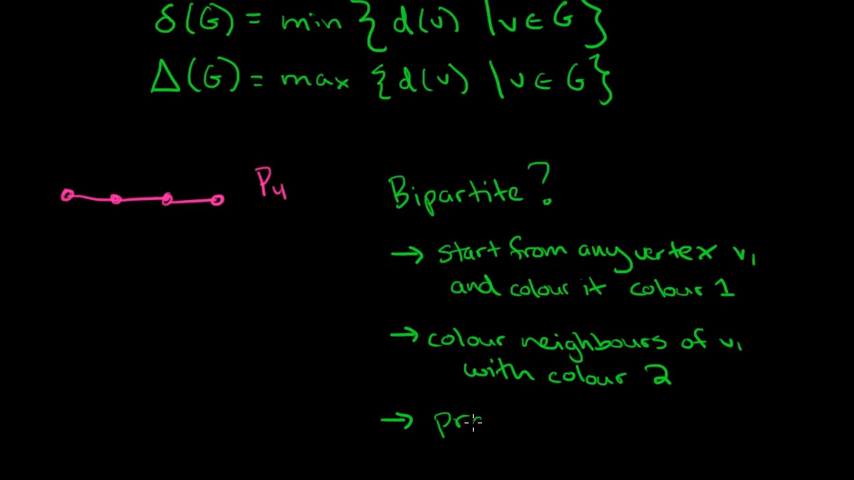 δ(G) = min { d(v) | v ∈ G }
Δ(G) = max { d(v) | v ∈ G }
P4
Bipartite?
→ start from any vertex v1
and colour it colour 1
→ colour neighbours of v1
with colour 2
→ pr